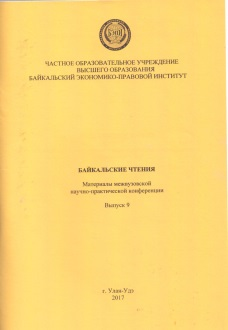 ЧАСТНОЕ ОБРАЗОВАТЕЛЬНОЕ УЧРЕЖДЕНИЕ
ВЫСШЕГО ОБРАЗОВАНИЯ
БАЙКАЛЬСКИЙ ЭКОНОМИКО-ПРАВОВОЙ ИНСТИТУТ
БАЙКАЛЬСКИЕ ЧТЕНИЯ
Материалы межвузовской
научно-практической конференции
Выпуск 9
г. Улан-Удэ
2017